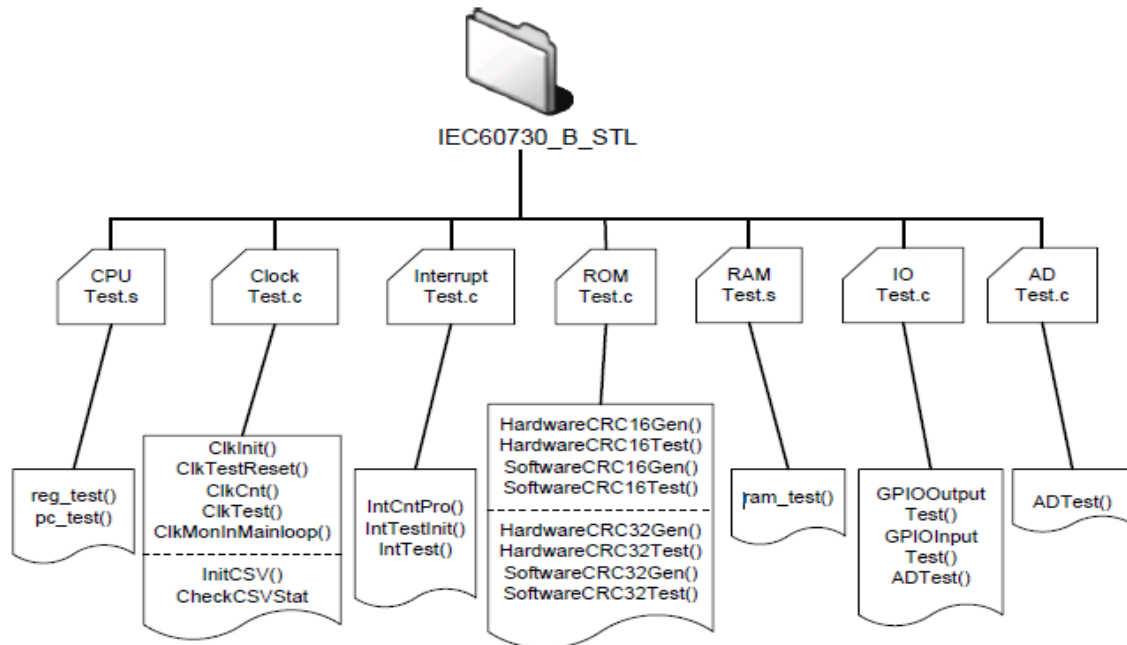 IEC60730_B_STL
CPU
Test.s
Clock
Test.c
Interrupt
Test.c
ROM
Test.c
RAM
Test.s
IO
Test.c
AD
Test.c
reg_test()
pc_test()
ClkInit()
ClkTestReset()
ClkCnt()
ClkTest()
ClkMonInMainloop()
InitCSV()
CheckCSVStat
IntCntPro()
IntTestInit()
IntTest()
HardwareCRC16Gen()
HardwareCRC16Test()
SoftwareCRC16Gen()
SoftwareCRC16Test()
HardwareCRC32Gen()
HardwareCRC32Test()
SoftwareCRC32Gen()
SoftwareCRC32Test()
ram_test()
GPIOOutput
Test()
GPIOInput
Test()
ADTest()
ADTest()